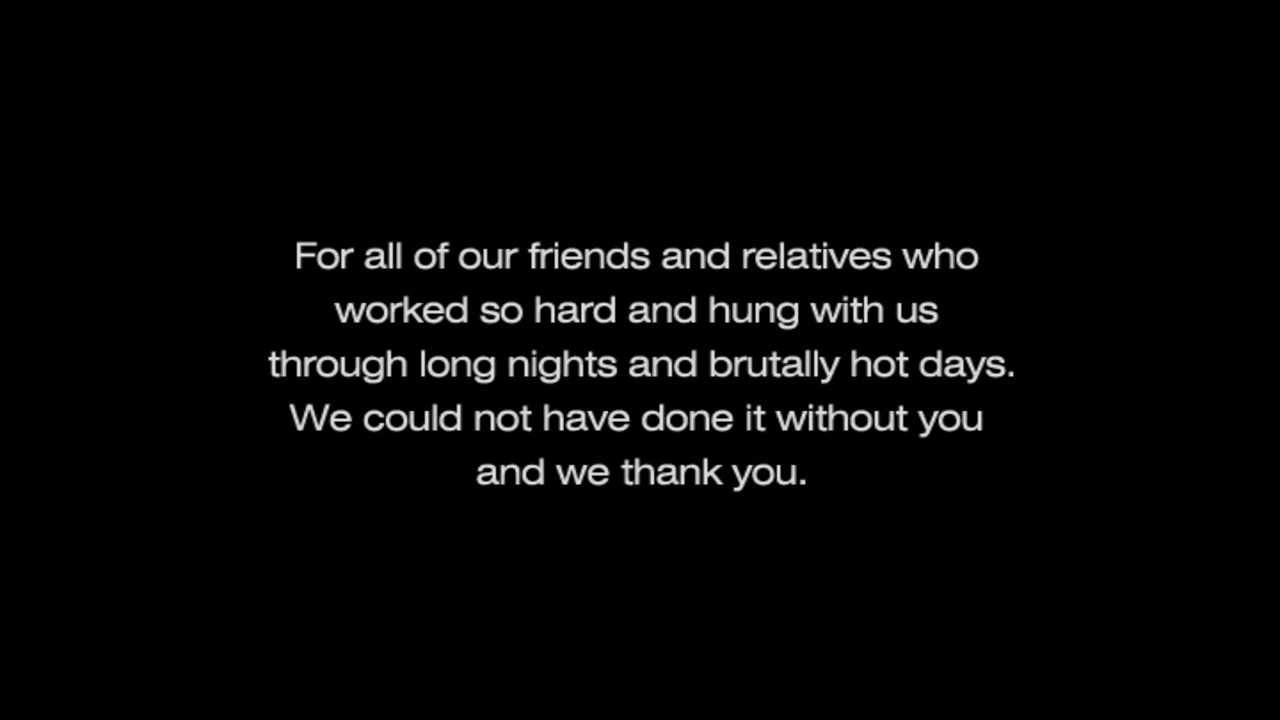 For all of our friends and relatives who
worked so hard and hung with us
through long nights and brutally hot days.
We could not have done it without you
and we thank you.